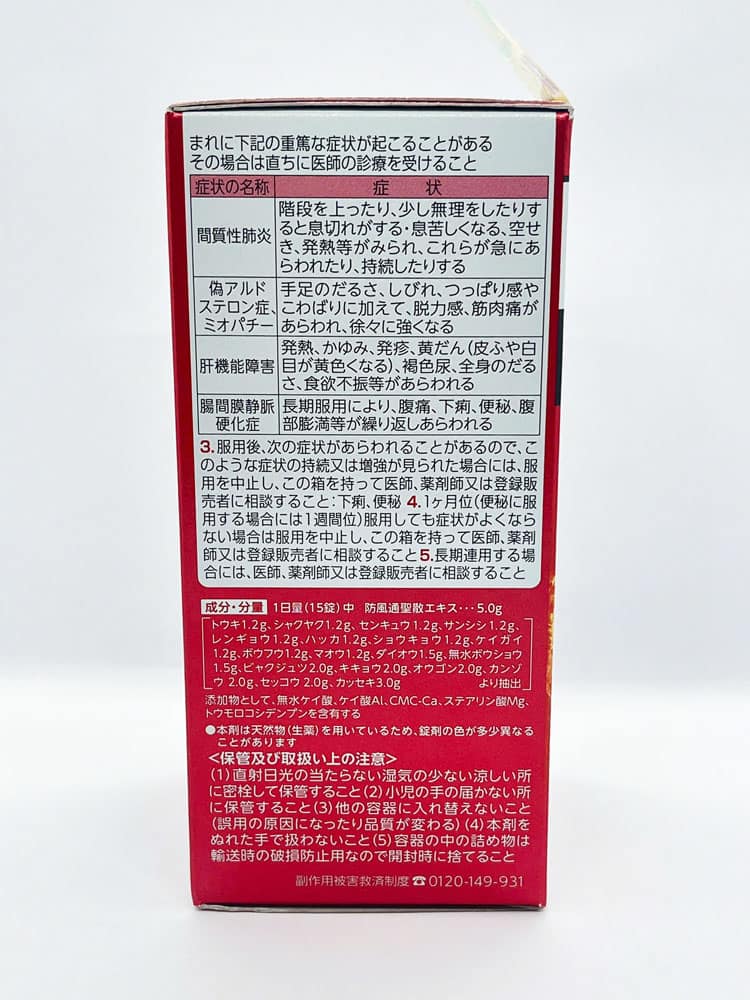 まれに下記の重篤な症状が起こることがある
その場合は直ちに医師の診療を受けること
症状の名称 症 状
間質性肺炎
階段を上ったり、少し無理をしたりす
ると息切れがする・息苦しくなる、空せ
き、発熱等がみられ、これらが急にあ
らわれたり、持続したりする
偽アルド
ステロン症、
ミオパチー
手足のだるさ、しびれ、つっぱり感や
こわばりに加えて、脱力感、筋肉痛が
あらわれ、徐々に強くなる
肝機能障害
発熱、かゆみ、発疹、黄だん(皮ふや白
目が黄色くなる)、褐色尿、全身のだる
さ、食欲不振等があらわれる
腸間膜静脈
硬化症
長期服用により、腹痛、下痢、便秘、腹
部膨満等が繰り返しあらわれる
3.服用後、次の症状があらわれることがあるので、こ
のような症状の持続又は増強が見られた場合には、服
用を中止し、この箱を持って医師、薬剤師又は登録販
売者に相談すること:下痢、便秘 4.1ヶ月位(便秘に服
用する場合には1週間位)服用しても症状がよくなら
ない場合は服用を中止し、この箱を持って医師、薬剤
師又は登録販売者に相談すること5.長期連用する場
合には、医師、薬剤師又は登録販売者に相談すること
成分・分量 1日量(15錠)中 防風通聖散エキス・・・5.0g
トウキ1.2g、シャクヤク1.2g、センキュウ1.2g、サンシシ1.2g、
レンギョウ1.2g、ハッカ1.2g、ショウキョウ1.2g、ケイガイ
1.2g、ボウフウ1.2g、マオウ1.2g、ダイオウ1.5g、無水ボウショウ
1.5g、ビャクジュツ2.0g、キキョウ2.0g、オウゴン2.0g、カンゾ
ウ 2.0g、セッコウ 2.0g、カッセキ3.0g より抽出
添加物として、無水ケイ酸、ケイ酸Al、CMC-Ca、ステアリン酸Mg、
トウモロコシデンプンを含有する
●本剤は天然物(生薬)を用いているため、錠剤の色が多少異なる
ことがあります
<保管及び取扱い上の注意>
(1)直射日光の当たらない湿気の少ない涼しい所
に密栓して保管すること(2)小児の手の届かない所
に保管すること(3)他の容器に入れ替えないこと
(誤用の原因になったり品質が変わる)(4)本剤を
ぬれた手で扱わないこと(5)容器の中の詰め物は
輸送時の破損防止用なので開封時に捨てること
副作用被害救済制度☎0120-149-931